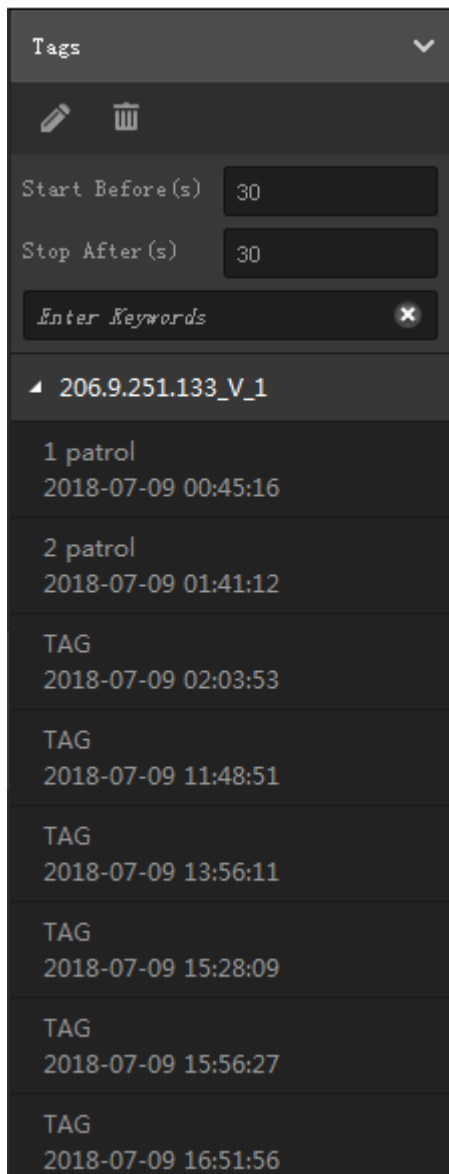 Tags
Start Before(s) 30
Stop After(s) 30
Enter Keywords
206.9.251.133_V_1
1 patrol
2018-07-09 00:45:16
2 patrol
2018-07-09 01:41:12
TAG
2018-07-09 02:03:53
TAG
2018-07-09 11:48:51
TAG
2018-07-09 13:56:11
TAG
2018-07-09 15:28:09
TAG
2018-07-09 15:56:27
TAG
2018-07-09 16:51:56